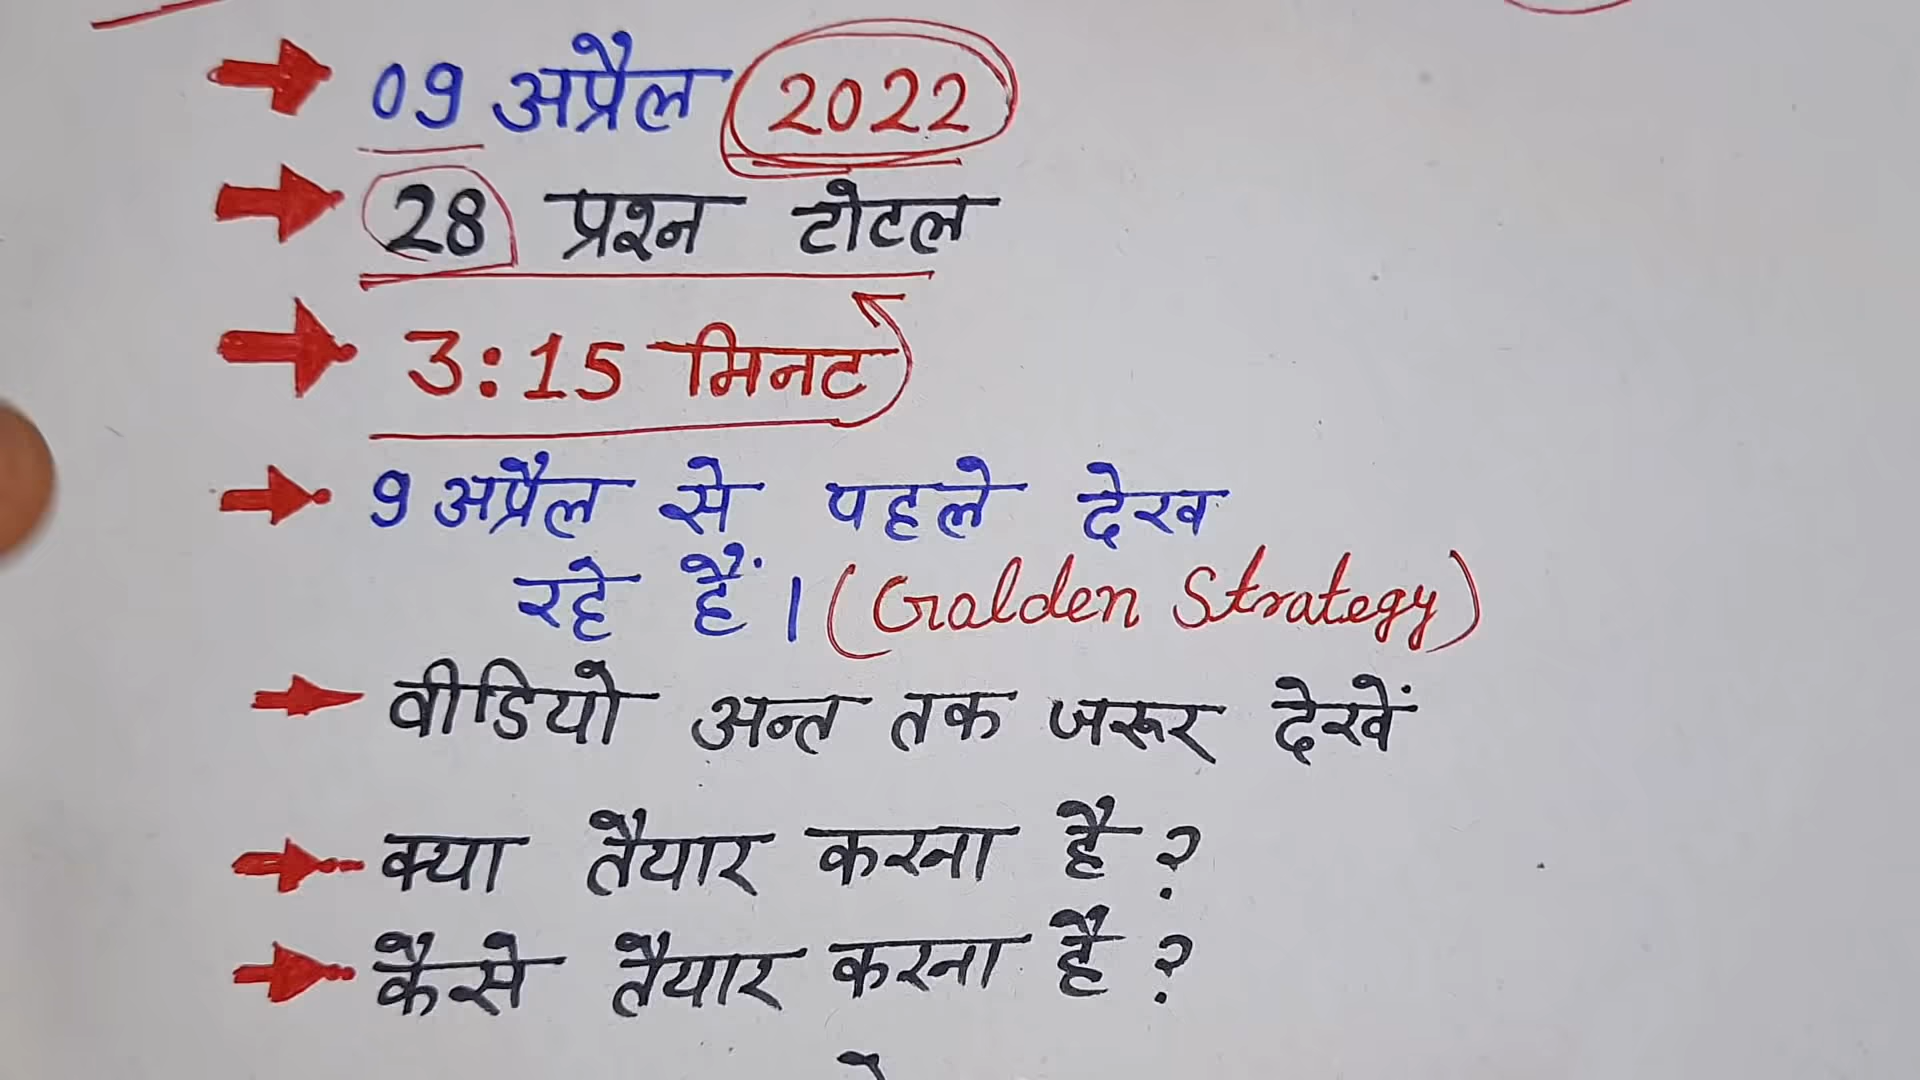 09 अप्रैल 2022
28 प्रश्न टोटल
3:15 मिनट
9 अप्रैल से पहले देख
रहे हैं। (Golden Strategy)
वीडियो अन्त तक जरूर देखें
क्या तैयार करना है?
कैसे तैयार करना है?